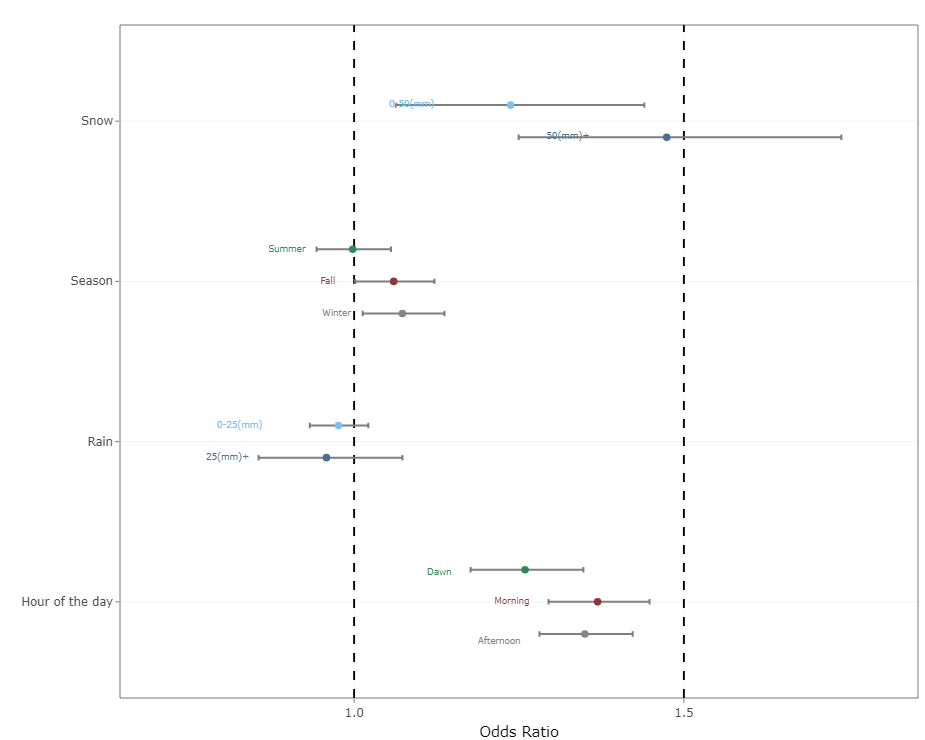 0-50(mm)
Snow
50(mm)+
Summer
Season
Fall
Winter
0-25(mm)
Rain
25(mm)+
Dawn
Hour of the day
Morning
Afternoon
1.0
1.5
Odds Ratio